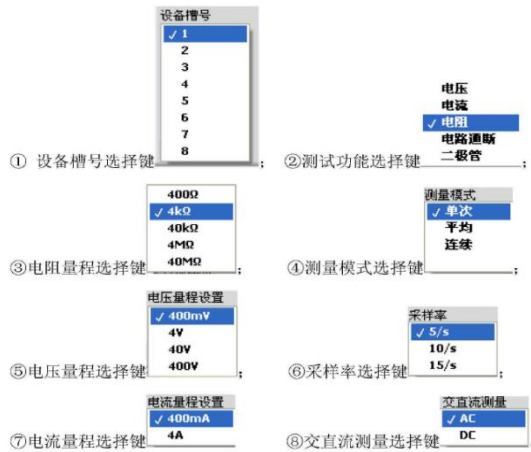 设备槽号
✓ 1
2
3
4
5
6
7
8
① 设备槽号选择键 ;
电压
电流
✓ 电阻
电路通断
二极管
②测试功能选择键 ;
400Ω
✓ 4kΩ
40kΩ
4MΩ
40MΩ
③电阻量程选择键 ;
测量模式
✓ 单次
平均
连续
④测量模式选择键 ;
电压量程设置
✓ 400mV
4V
40V
400V
⑤电压量程选择键 ;
采样率
✓ 5/s
10/s
15/s
⑥采样率选择键 ;
电流量程设置
✓ 400mA
4A
⑦电流量程选择键 ;
交直流测量
✓ AC
DC
⑧交直流测量选择键